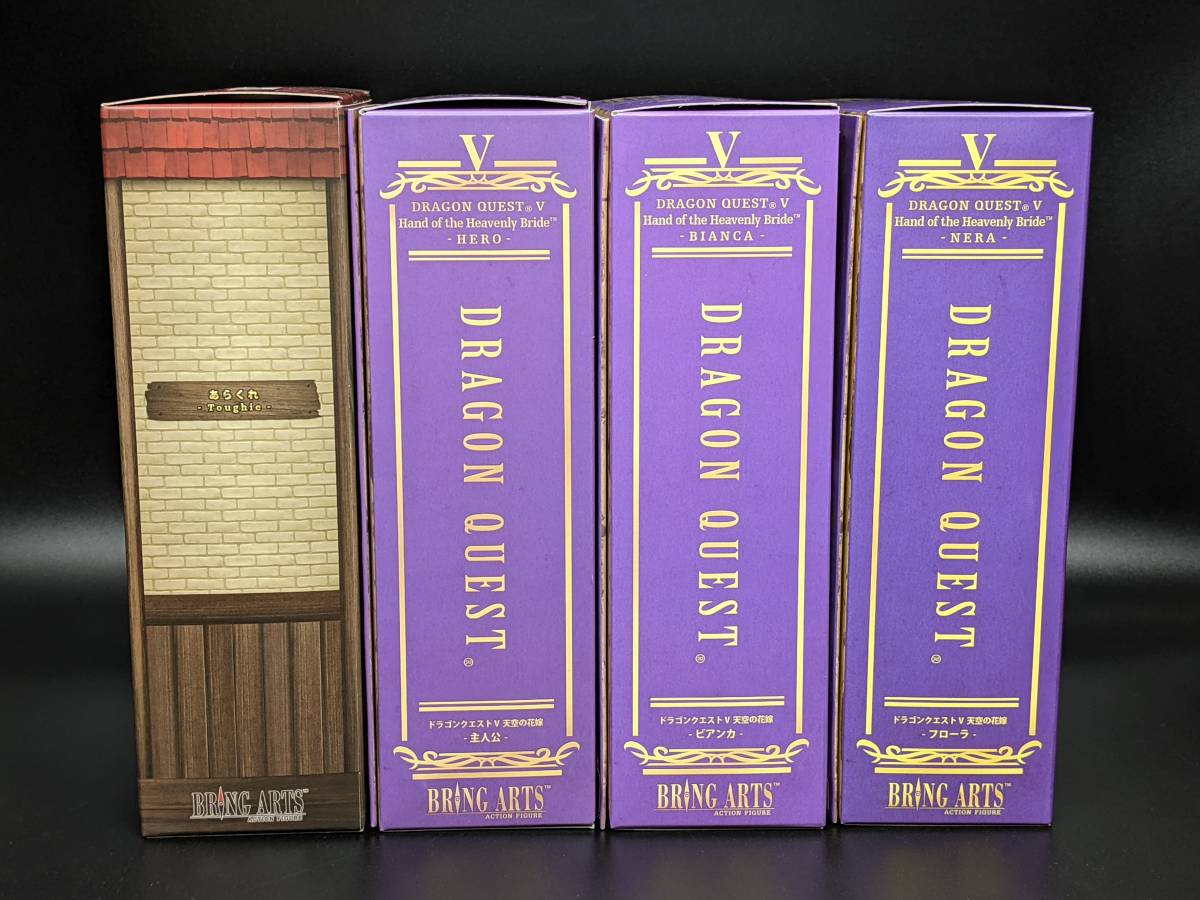 あらくれ
- Toughie -
BRING ARTS™
ACTION FIGURE
V
DRAGON QUEST® V
Hand of the Heavenly Bride™
- HERO -
DRAGON QUEST®
ドラゴンクエストV 天空の花嫁
- 主人公 -
BRING ARTS™
ACTION FIGURE
V
DRAGON QUEST® V
Hand of the Heavenly Bride™
- BIANCA -
DRAGON QUEST®
ドラゴンクエストV 天空の花嫁
- ビアンカ -
BRING ARTS™
ACTION FIGURE
V
DRAGON QUEST® V
Hand of the Heavenly Bride™
- NERA -
DRAGON QUEST®
ドラゴンクエストV 天空の花嫁
- フローラ -
BRING ARTS™
ACTION FIGURE